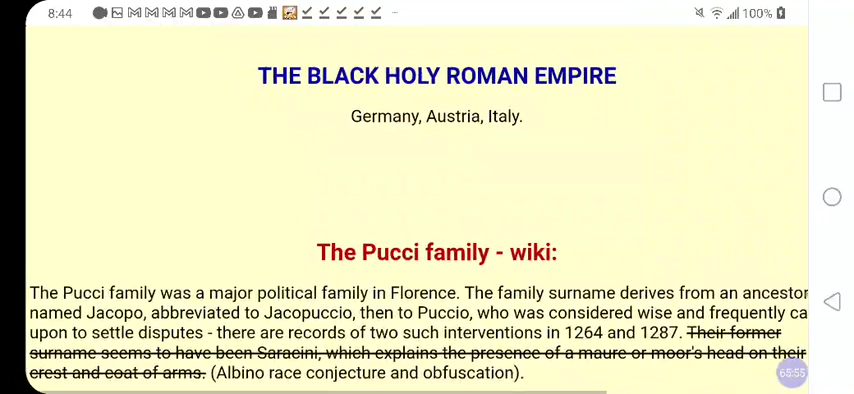 8:44
100%
THE BLACK HOLY ROMAN EMPIRE
Germany, Austria, Italy.
The Pucci family - wiki:
The Pucci family was a major political family in Florence. The family surname derives from an ancestor
named Jacopo, abbreviated to Jacopuccio, then to Puccio, who was considered wise and frequently ca
upon to settle disputes - there are records of two such interventions in 1264 and 1287. Their former
surname seems to have been Saracini, which explains the presence of a maure or moor's head on their
crest and coat of arms. (Albino race conjecture and obfuscation).